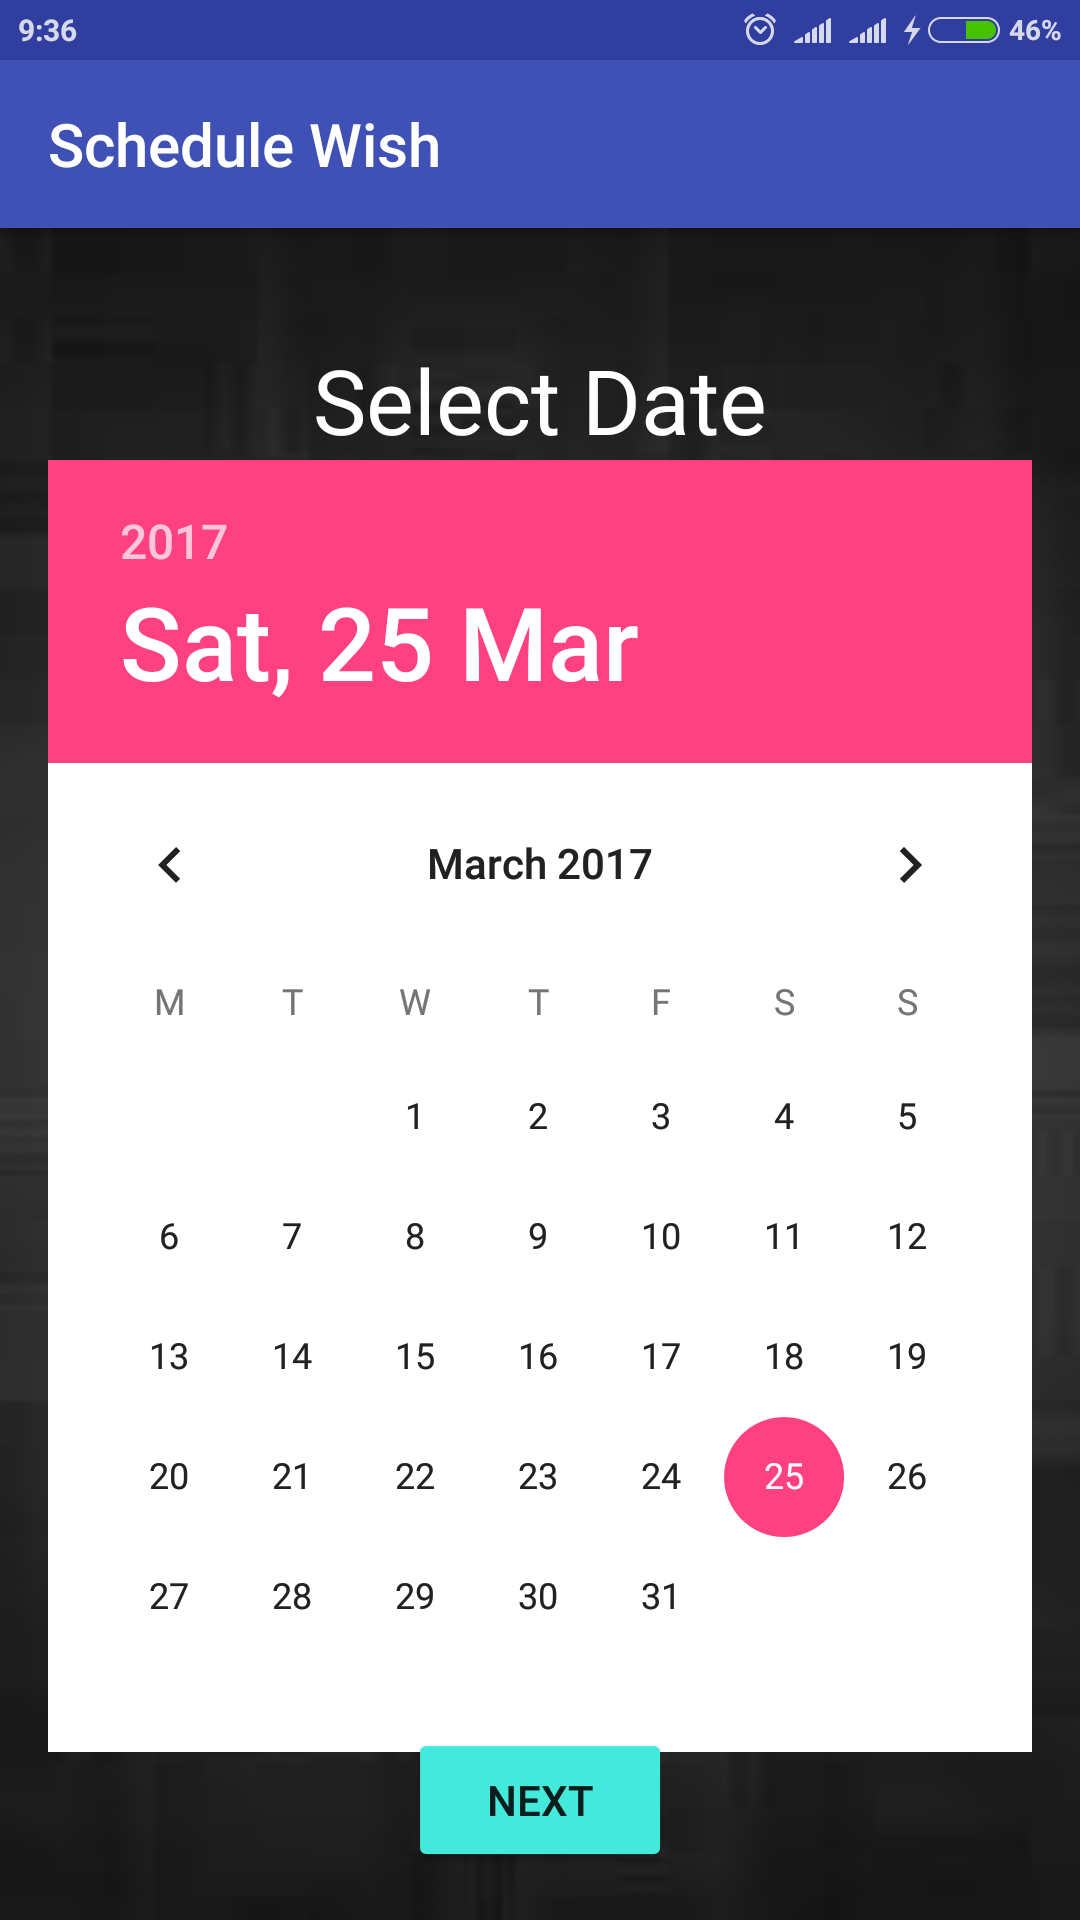 9:36 46%
Schedule Wish
Select Date
2017
Sat, 25 Mar
March 2017
M T W T F S S
1 2 3 4 5
6 7 8 9 10 11 12
13 14 15 16 17 18 19
20 21 22 23 24 25 26
27 28 29 30 31
NEXT